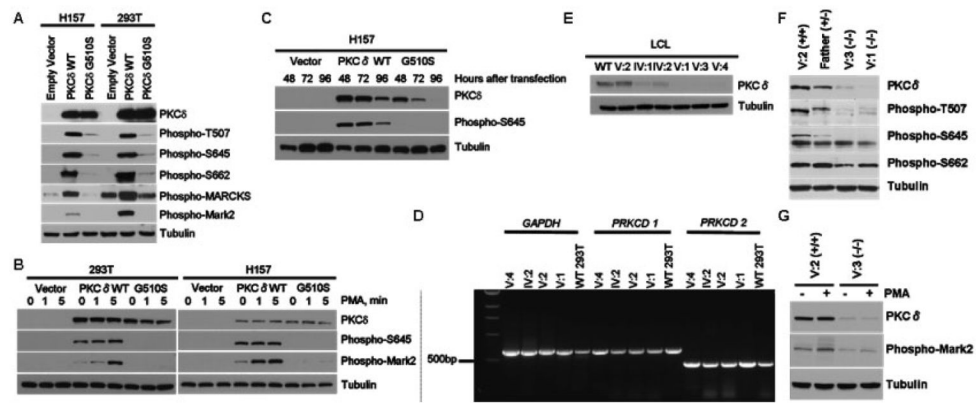 A
H157 293T
Empty Vector
PKCδ WT
PKCδ G510S
Empty Vector
PKCδ WT
PKCδ G510S
PKCδ
Phospho-T507
Phospho-S645
Phospho-S662
Phospho-MARCKS
Phospho-Mark2
Tubulin
B
293T H157
Vector PKC δ WT G510S Vector PKC δ WT G510S
0 1 5 0 1 5 0 1 5 0 1 5 0 1 5 0 1 5 PMA, min
PKCδ
Phospho-S645
Phospho-Mark2
Tubulin
C
H157
Vector PKC δ WT G510S
48 72 96 48 72 96 48 72 96 Hours after transfection
PKCδ
Phospho-S645
Tubulin
D
GAPDH PRKCD 1 PRKCD 2
V:4
IV:2
V:2
V:1
WT 293T
V:4
IV:2
V:2
V:1
WT 293T
V:4
IV:2
V:2
V:1
WT 293T
500bp
E
LCL
WT V:2 IV:1 IV:2 V:1 V:3 V:4
PKC δ
Tubulin
F
V:2 (+/+)
Father (+/-)
V:3 (-/-)
V:1 (-/-)
PKC δ
Phospho-T507
Phospho-S645
Phospho-S662
Tubulin
G
V:2 (+/+)
V:3 (-/-)
- + - + PMA
PKC δ
Phospho-Mark2
Tubulin